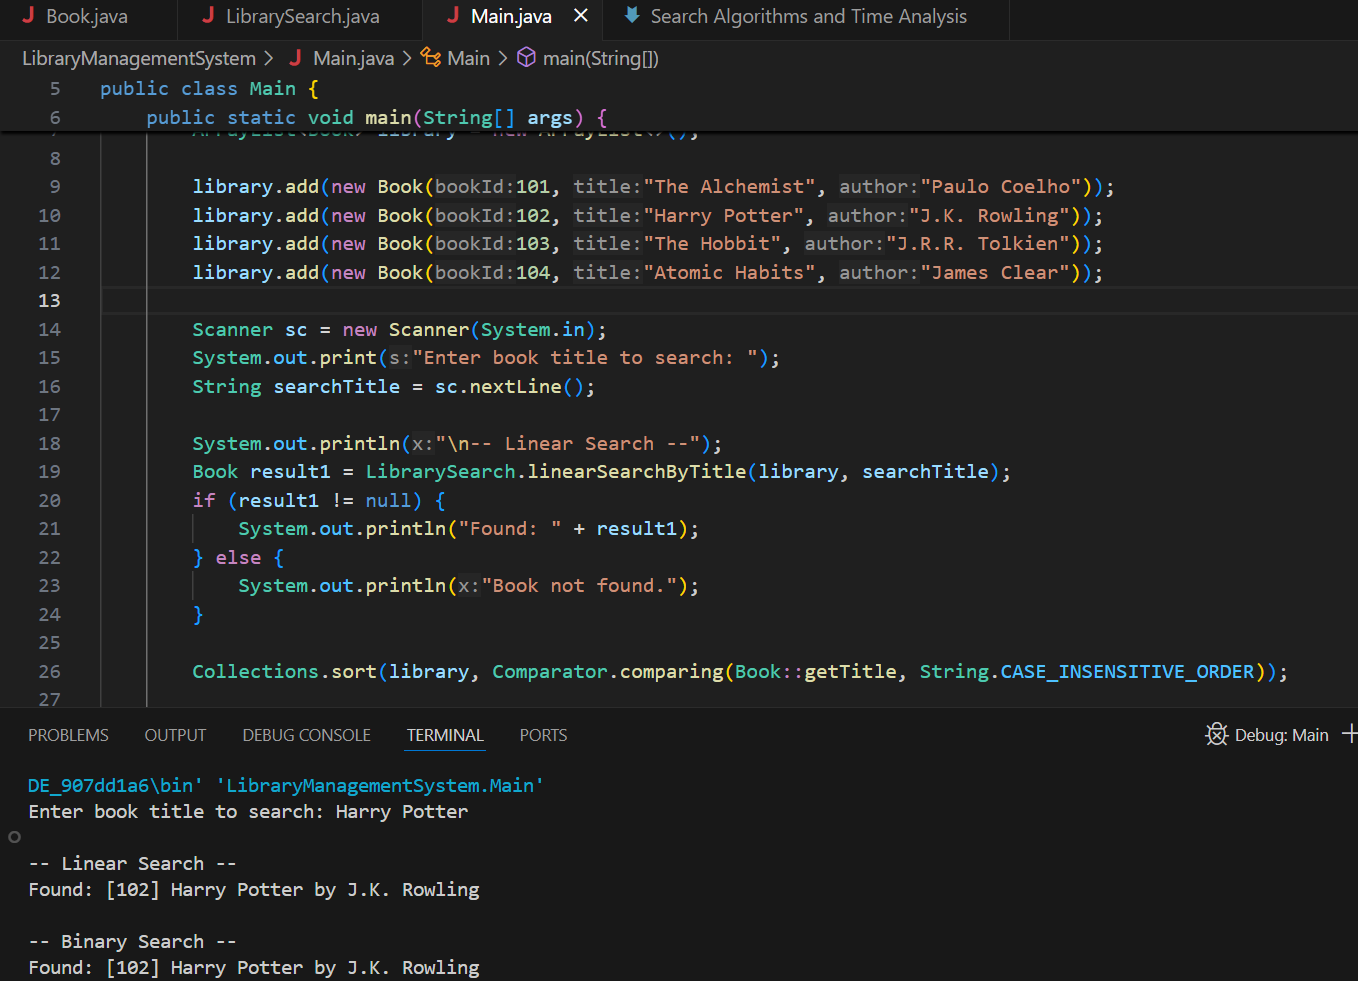 Book.java
LibrarySearch.java
Main.java
Search Algorithms and Time Analysis
LibraryManagementSystem > Main.java > Main > main(String[])
5 public class Main {
6 public static void main(String[] args) {
7 ArrayList<Book> library = new ArrayList<>();
8
9 library.add(new Book(bookId:101, title:"The Alchemist", author:"Paulo Coelho"));
10 library.add(new Book(bookId:102, title:"Harry Potter", author:"J.K. Rowling"));
11 library.add(new Book(bookId:103, title:"The Hobbit", author:"J.R.R. Tolkien"));
12 library.add(new Book(bookId:104, title:"Atomic Habits", author:"James Clear"));
13
14 Scanner sc = new Scanner(System.in);
15 System.out.print(s:"Enter book title to search: ");
16 String searchTitle = sc.nextLine();
17
18 System.out.println(x:"\n-- Linear Search --");
19 Book result1 = LibrarySearch.linearSearchByTitle(library, searchTitle);
20 if (result1 != null) {
21 System.out.println("Found: " + result1);
22 } else {
23 System.out.println(x:"Book not found.");
24 }
25
26 Collections.sort(library, Comparator.comparing(Book::getTitle, String.CASE_INSENSITIVE_ORDER));
27
PROBLEMS OUTPUT DEBUG CONSOLE TERMINAL PORTS
Debug: Main
DE_907dd1a6\bin' 'LibraryManagementSystem.Main'
Enter book title to search: Harry Potter
-- Linear Search --
Found: [102] Harry Potter by J.K. Rowling
-- Binary Search --
Found: [102] Harry Potter by J.K. Rowling